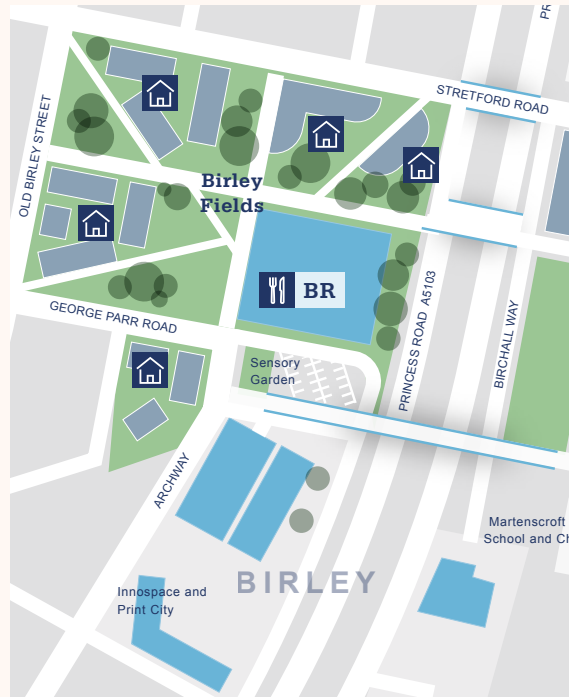 PR
STRETFORD ROAD
OLD BIRLEY STREET
Birley
Fields
BR
PRINCESS ROAD A5103
BIRCHALL WAY
GEORGE PARR ROAD
Sensory
Garden
ARCHWAY
Martenscroft
School and Ch
BIRLEY
Innospace and
Print City